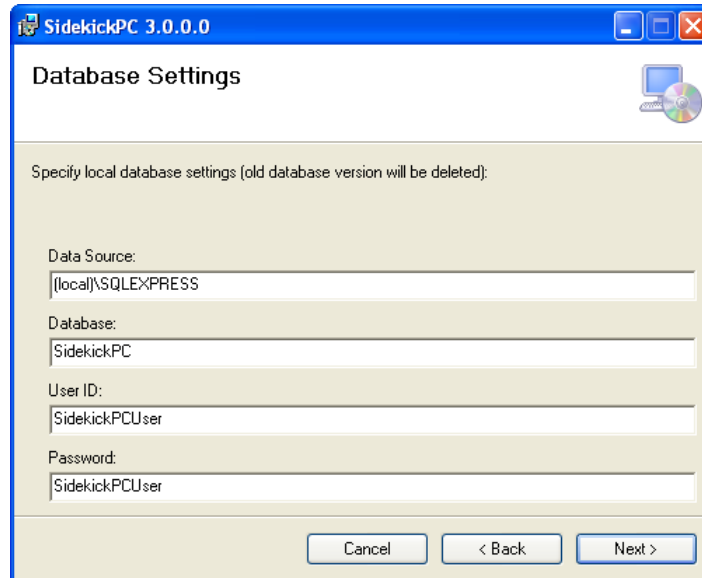 SidekickPC 3.0.0.0
Database Settings
Specify local database settings (old database version will be deleted):
Data Source:
(local)\SQLEXPRESS
Database:
SidekickPC
User ID:
SidekickPCUser
Password:
SidekickPCUser
Cancel
< Back
Next >